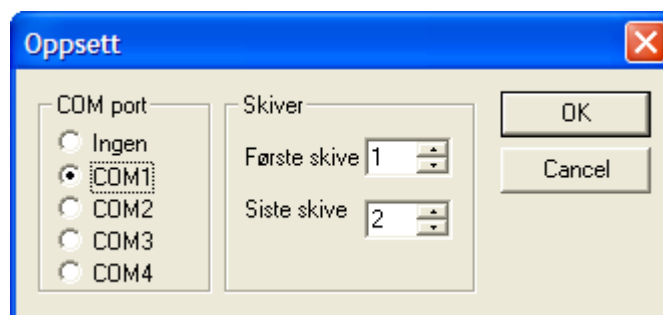 Oppsett
COM port
Ingen
COM1
COM2
COM3
COM4
Skiver
Første skive 1
Siste skive 2
OK
Cancel